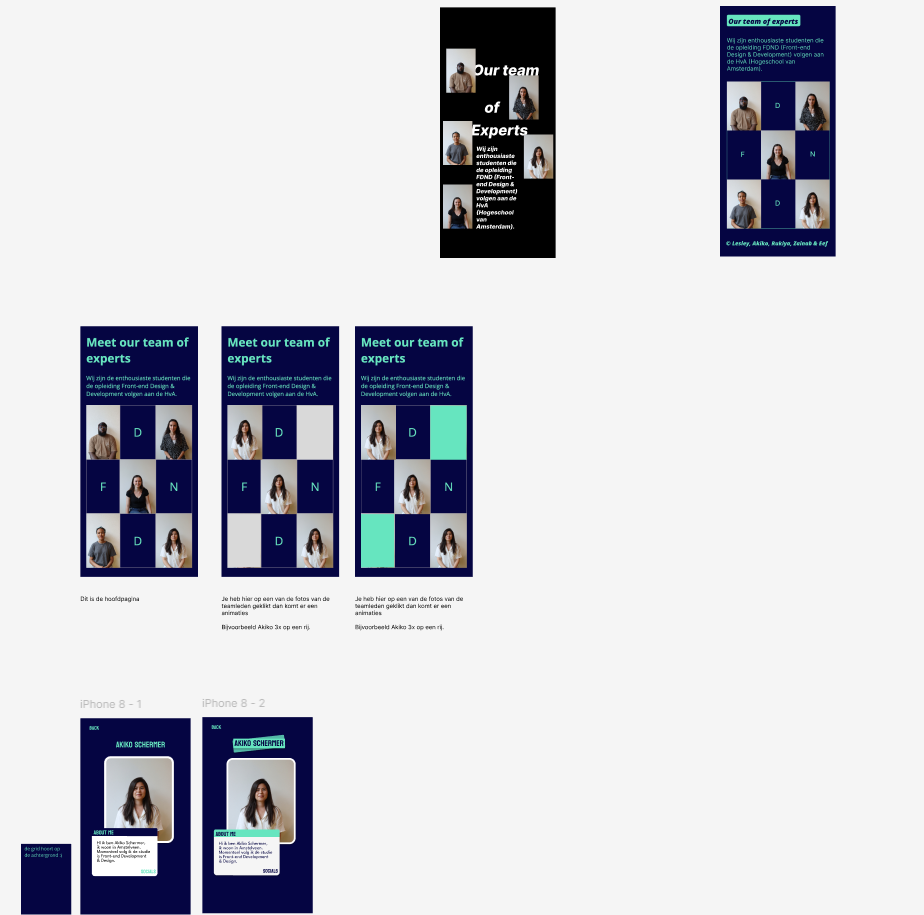 Our team
of
Experts
Wij zijn
enthousiaste
studenten die
de opleiding
FDND (Front-
end Design &
Development)
volgen aan de
HvA
(Hogeschool
van
Amsterdam).
Our team of experts
Wij zijn enthousiaste studenten die
de opleiding FDND (Front-end
Design & Development) volgen aan
de HvA (Hogeschool van
Amsterdam).
D
F
N
D
© Lesley, Akiko, Rukiya, Zainab & Eef
Meet our team of
experts
Wij zijn de enthousiaste studenten die
de opleiding Front-end Design &
Development volgen aan de HvA.
D
F
N
D
Dit is de hoofdpagina
Meet our team of
experts
Wij zijn de enthousiaste studenten die
de opleiding Front-end Design &
Development volgen aan de HvA.
D
F
N
D
Je heb hier op een van de fotos van de
teamleden geklikt dan komt er een
animaties
Bijvoorbeeld Akiko 3x op een rij.
Meet our team of
experts
Wij zijn de enthousiaste studenten die
de opleiding Front-end Design &
Development volgen aan de HvA.
D
F
N
D
Je heb hier op een van de fotos van de
teamleden geklikt dan komt er een
animaties
Bijvoorbeeld Akiko 3x op een rij.
de grid hoort op
de achtergrond :)
iPhone 8 - 1
BACK
AKIKO SCHERMER
ABOUT ME
Hi ik ben Akiko Schermer,
ik woon in Amstelveen.
Momenteel volg ik de studie
is Front-end Development
& Design.
SOCIALS
iPhone 8 - 2
BACK
AKIKO SCHERMER
ABOUT ME
Hi ik ben Akiko Schermer,
ik woon in Amstelveen.
Momenteel volg ik de studie
is Front-end Development
& Design.
SOCIALS